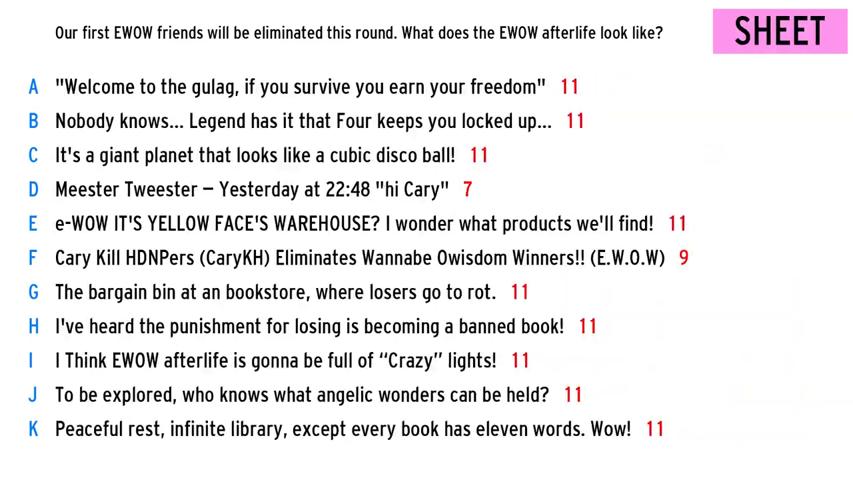 Our first EWOW friends will be eliminated this round. What does the EWOW afterlife look like?
SHEET
A "Welcome to the gulag, if you survive you earn your freedom" 11
B Nobody knows... Legend has it that Four keeps you locked up... 11
C It's a giant planet that looks like a cubic disco ball! 11
D Meester Tweester – Yesterday at 22:48 "hi Cary" 7
E e-WOW IT'S YELLOW FACE'S WAREHOUSE? I wonder what products we'll find! 11
F Cary Kill HDNPers (CaryKH) Eliminates Wannabe Owisdom Winners!! (E.W.O.W) 9
G The bargain bin at an bookstore, where losers go to rot. 11
H I've heard the punishment for losing is becoming a banned book! 11
I I Think EWOW afterlife is gonna be full of “Crazy” lights! 11
J To be explored, who knows what angelic wonders can be held? 11
K Peaceful rest, infinite library, except every book has eleven words. Wow! 11